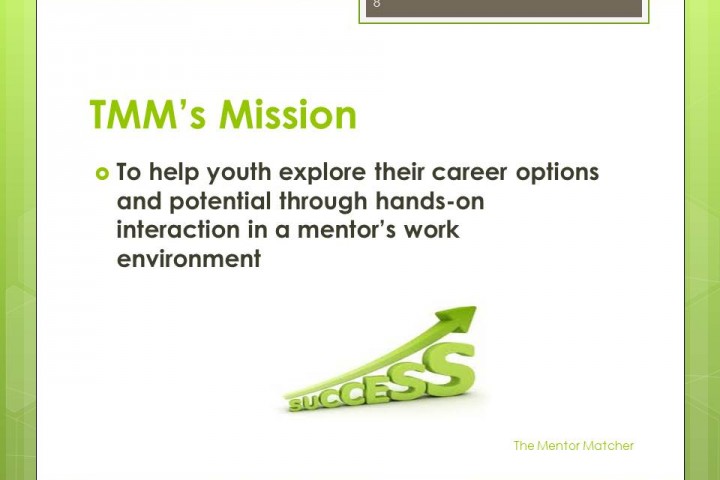 8
TMM’s Mission
To help youth explore their career options
and potential through hands-on
interaction in a mentor’s work
environment
SUCCESS
The Mentor Matcher